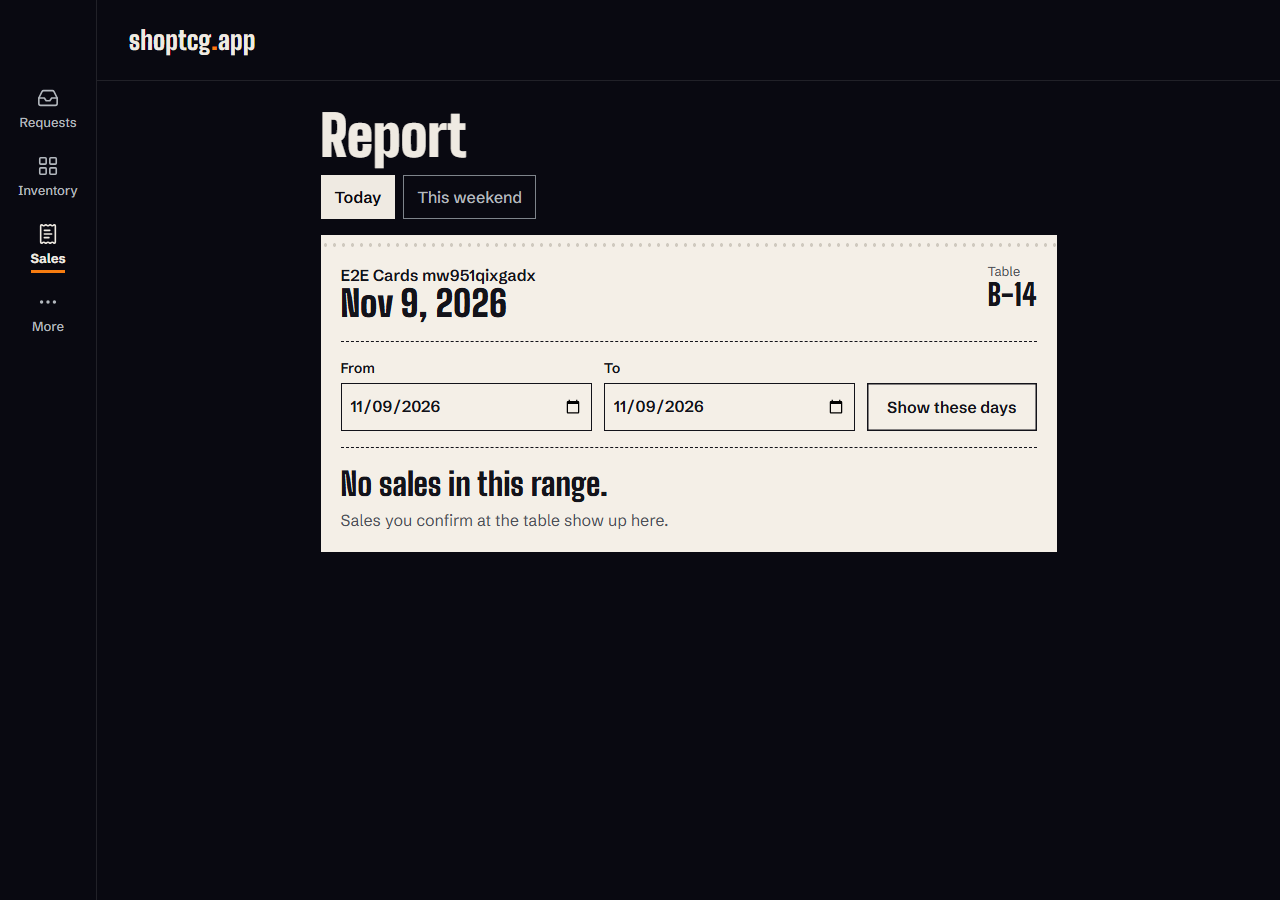 shoptcg.app
Requests
Inventory
Sales
More
Report
Today
This weekend
E2E Cards mw951qixgadx
Nov 9, 2026
Table
B-14
From
To
11/09/2026
11/09/2026
Show these days
No sales in this range.
Sales you confirm at the table show up here.